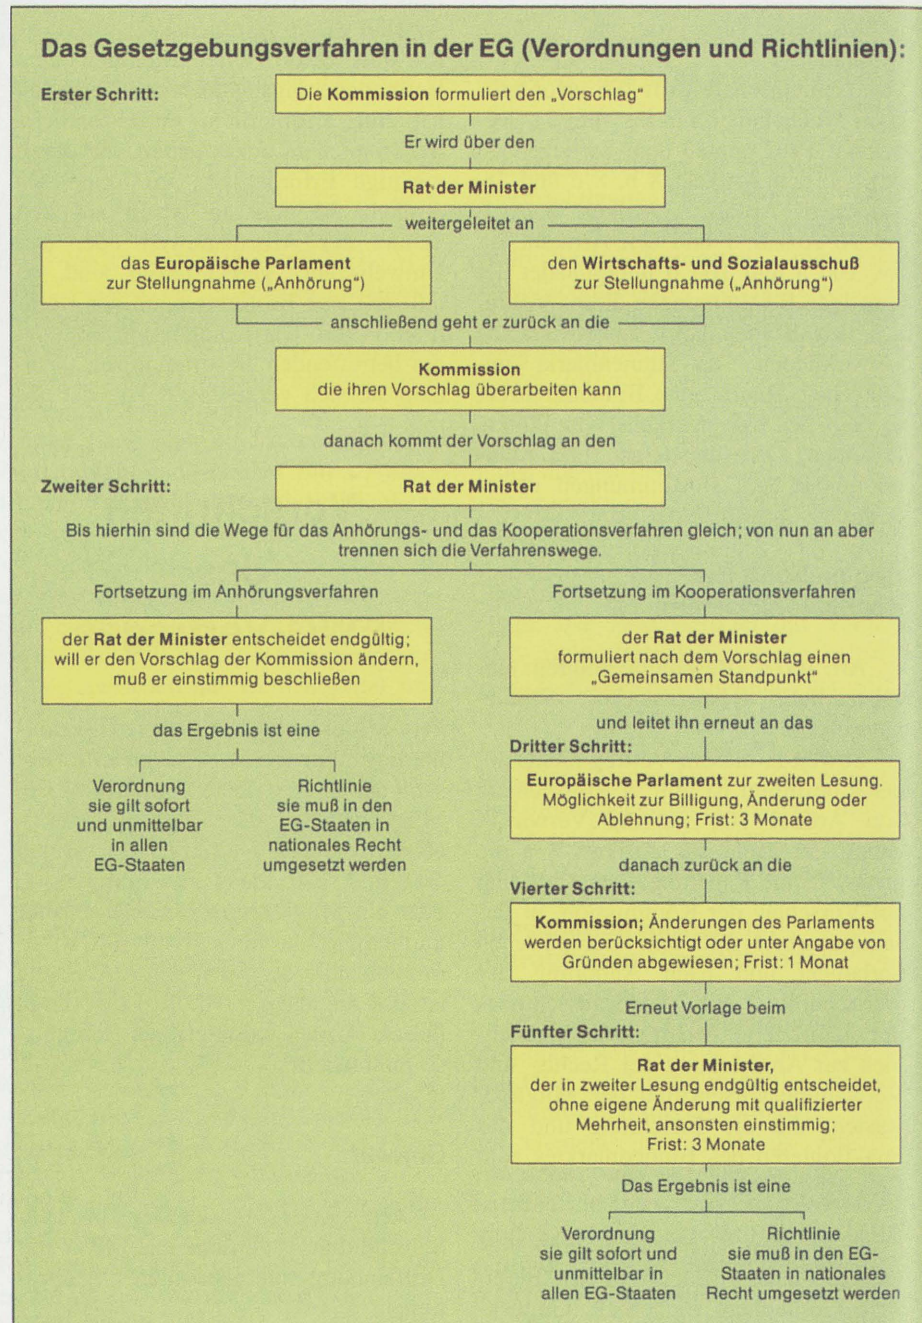 Das Gesetzgebungsverfahren in der EG (Verordnungen und Richtlinien):
Erster Schritt:
Die Kommission formuliert den „Vorschlag“
Er wird über den
Rat der Minister
weitergeleitet an
das Europäische Parlament
zur Stellungnahme („Anhörung“)
den Wirtschafts- und Sozialausschuß
zur Stellungnahme („Anhörung“)
anschließend geht er zurück an die
Kommission
die ihren Vorschlag überarbeiten kann
danach kommt der Vorschlag an den
Zweiter Schritt:
Rat der Minister
Bis hierhin sind die Wege für das Anhörungs- und das Kooperationsverfahren gleich; von nun an aber
trennen sich die Verfahrenswege.
Fortsetzung im Anhörungsverfahren
der Rat der Minister entscheidet endgültig;
will er den Vorschlag der Kommission ändern,
muß er einstimmig beschließen
das Ergebnis ist eine
Verordnung
sie gilt sofort
und unmittelbar
in allen
EG-Staaten
Richtlinie
sie muß in den
EG-Staaten in
nationales Recht
umgesetzt werden
Fortsetzung im Kooperationsverfahren
der Rat der Minister
formuliert nach dem Vorschlag einen
„Gemeinsamen Standpunkt“
und leitet ihn erneut an das
Dritter Schritt:
Europäische Parlament zur zweiten Lesung.
Möglichkeit zur Billigung, Änderung oder
Ablehnung; Frist: 3 Monate
danach zurück an die
Vierter Schritt:
Kommission; Änderungen des Parlaments
werden berücksichtigt oder unter Angabe von
Gründen abgewiesen; Frist: 1 Monat
Erneut Vorlage beim
Fünfter Schritt:
Rat der Minister,
der in zweiter Lesung endgültig entscheidet,
ohne eigene Änderung mit qualifizierter
Mehrheit, ansonsten einstimmig;
Frist: 3 Monate
Das Ergebnis ist eine
Verordnung
sie gilt sofort und
unmittelbar in
allen EG-Staaten
Richtlinie
sie muß in den EG-
Staaten in nationales
Recht umgesetzt werden